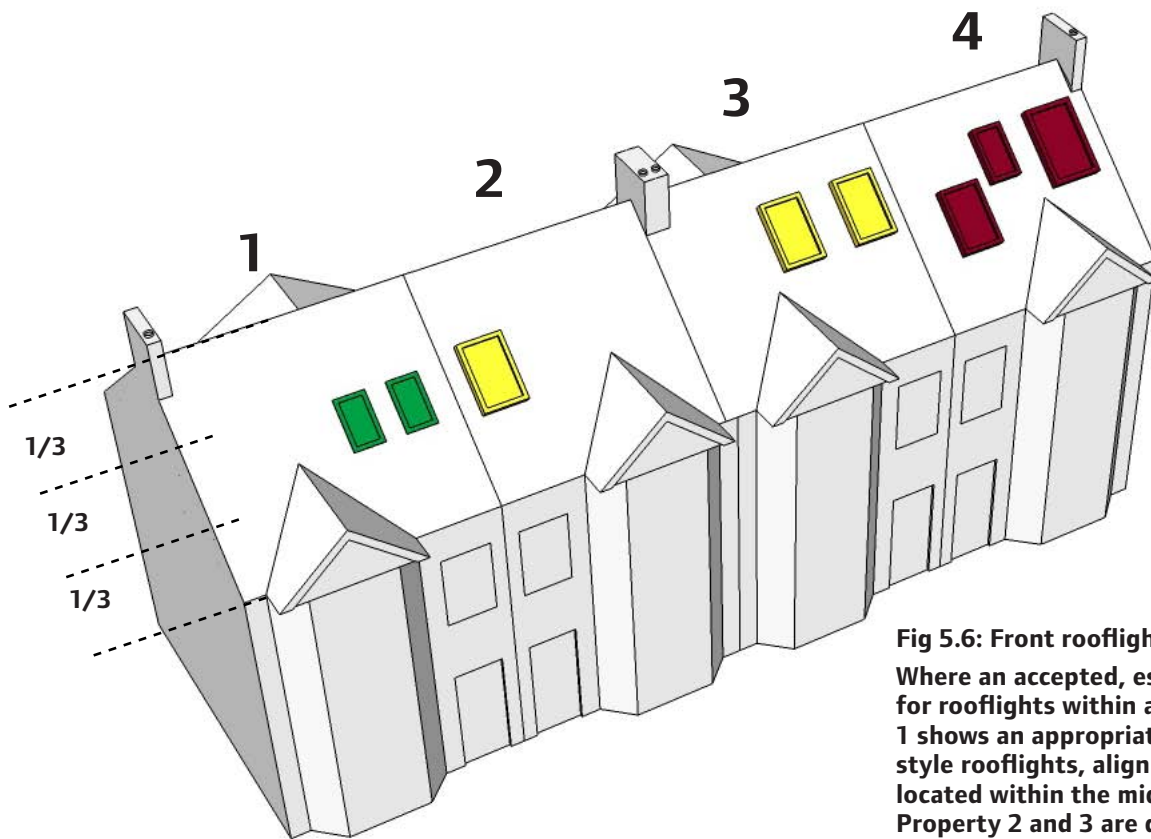 4
3
2
1
1/3
1/3
1/3
Fig 5.6: Front rooflight
Where an accepted, es
for rooflights within a
1 shows an appropriat
style rooflights, align
located within the mid
Property 2 and 3 are